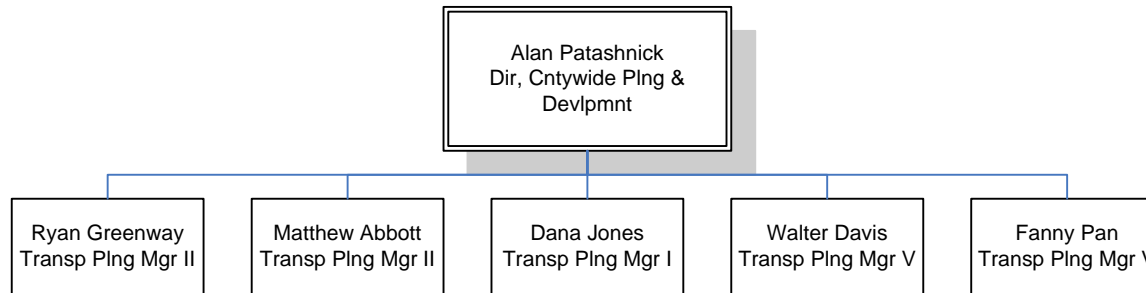 Alan Patashnick
Dir, Cntywide Plng &
Devlpmnt
Ryan Greenway
Transp Plng Mgr II
Matthew Abbott
Transp Plng Mgr II
Dana Jones
Transp Plng Mgr I
Walter Davis
Transp Plng Mgr V
Fanny Pan
Transp Plng Mgr V